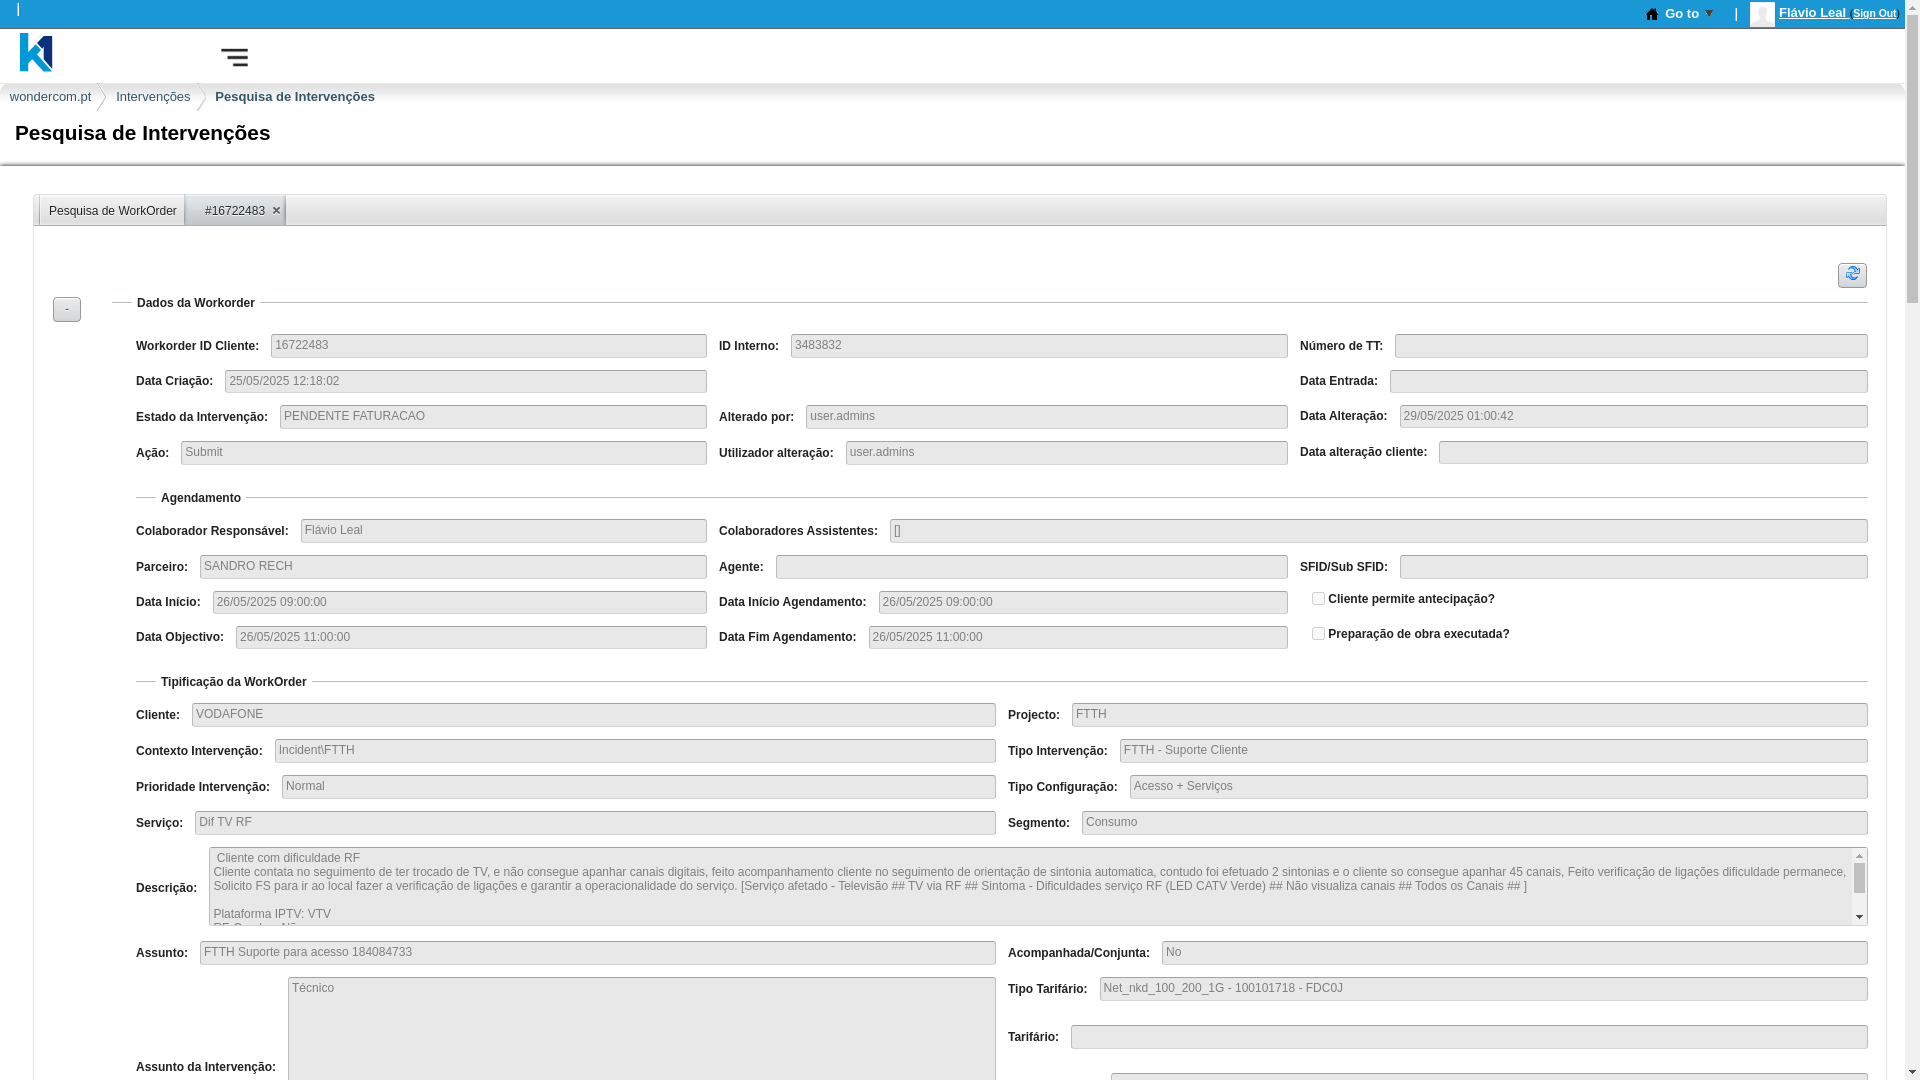 | Go to ▼ | Flávio Leal (Sign Out)
K1
wondercom.pt Intervenções Pesquisa de Intervenções
Pesquisa de Intervenções
Pesquisa de WorkOrder #16722483 ×
- Dados da Workorder
Workorder ID Cliente: 16722483 ID Interno: 3483832 Número de TT:
Data Criação: 25/05/2025 12:18:02 Data Entrada:
Estado da Intervenção: PENDENTE FATURACAO Alterado por: user.admins Data Alteração: 29/05/2025 01:00:42
Ação: Submit Utilizador alteração: user.admins Data alteração cliente:
Agendamento
Colaborador Responsável: Flávio Leal Colaboradores Assistentes: []
Parceiro: SANDRO RECH Agente: SFID/Sub SFID:
Data Início: 26/05/2025 09:00:00 Data Início Agendamento: 26/05/2025 09:00:00 Cliente permite antecipação?
Data Objectivo: 26/05/2025 11:00:00 Data Fim Agendamento: 26/05/2025 11:00:00 Preparação de obra executada?
Tipificação da WorkOrder
Cliente: VODAFONE Projecto: FTTH
Contexto Intervenção: Incident\FTTH Tipo Intervenção: FTTH - Suporte Cliente
Prioridade Intervenção: Normal Tipo Configuração: Acesso + Serviços
Serviço: Dif TV RF Segmento: Consumo
Cliente com dificuldade RF
Cliente contata no seguimento de ter trocado de TV, e não consegue apanhar canais digitais, feito acompanhamento cliente no seguimento de orientação de sintonia automatica, contudo foi efetuado 2 sintonias e o cliente so consegue apanhar 45 canais, Feito verificação de ligações dificuldade permanece,
Descrição: Solicito FS para ir ao local fazer a verificação de ligações e garantir a operacionalidade do serviço. [Serviço afetado - Televisão ## TV via RF ## Sintoma - Dificuldades serviço RF (LED CATV Verde) ## Não visualiza canais ## Todos os Canais ## ]
Plataforma IPTV: VTV
Assunto: FTTH Suporte para acesso 184084733 Acompanhada/Conjunta: No
Técnico Tipo Tarifário: Net_nkd_100_200_1G - 100101718 - FDC0J
Tarifário:
Assunto da Intervenção: